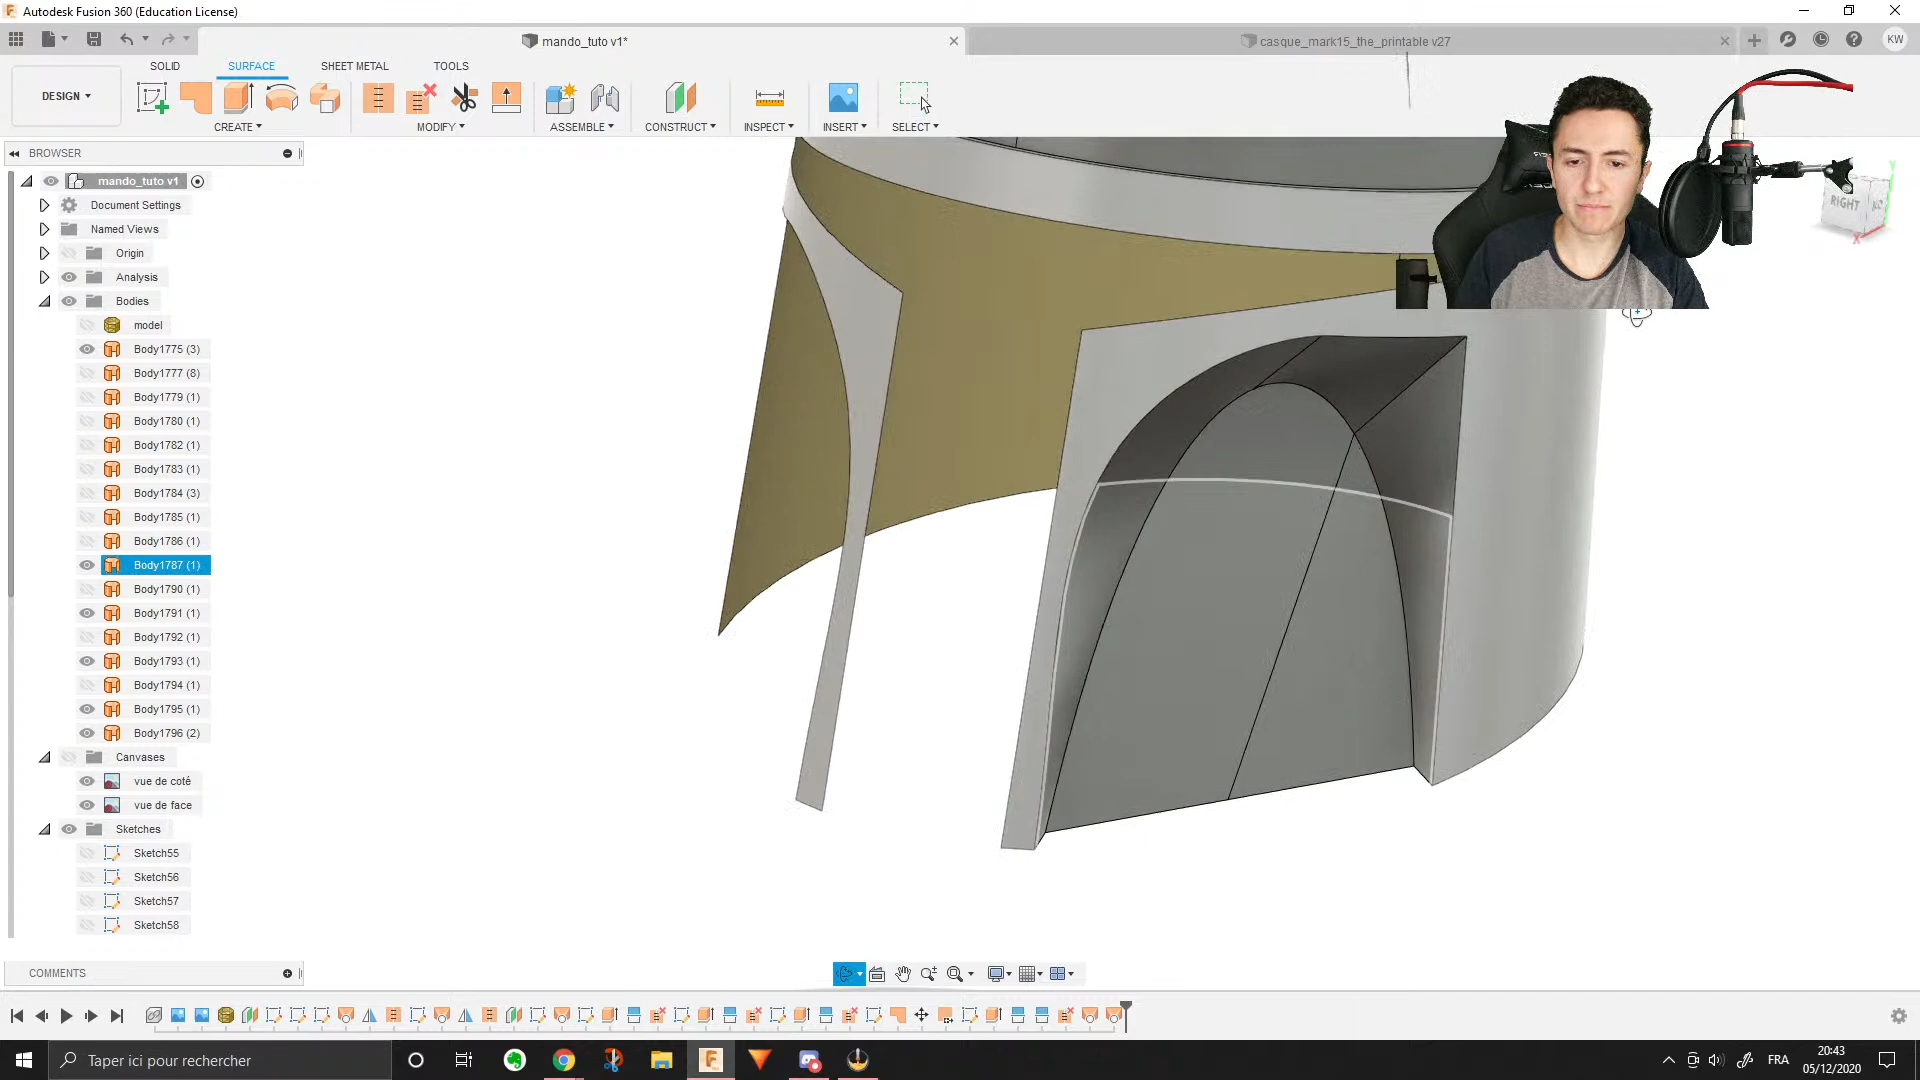 Autodesk Fusion 360 (Education License)
mando_tuto v1*
casque_mark15_the_printable v27
KW
DESIGN
SOLID
SURFACE
SHEET METAL
TOOLS
CREATE
MODIFY
ASSEMBLE
CONSTRUCT
INSPECT
INSERT
SELECT
RIGHT
Y
X
BROWSER
mando_tuto v1
Document Settings
Named Views
Origin
Analysis
Bodies
model
Body1775 (3)
Body1777 (8)
Body1779 (1)
Body1780 (1)
Body1782 (1)
Body1783 (1)
Body1784 (3)
Body1785 (1)
Body1786 (1)
Body1787 (1)
Body1790 (1)
Body1791 (1)
Body1792 (1)
Body1793 (1)
Body1794 (1)
Body1795 (1)
Body1796 (2)
Canvases
vue de coté
vue de face
Sketches
Sketch55
Sketch56
Sketch57
Sketch58
COMMENTS
Taper ici pour rechercher
FRA
20:43
05/12/2020